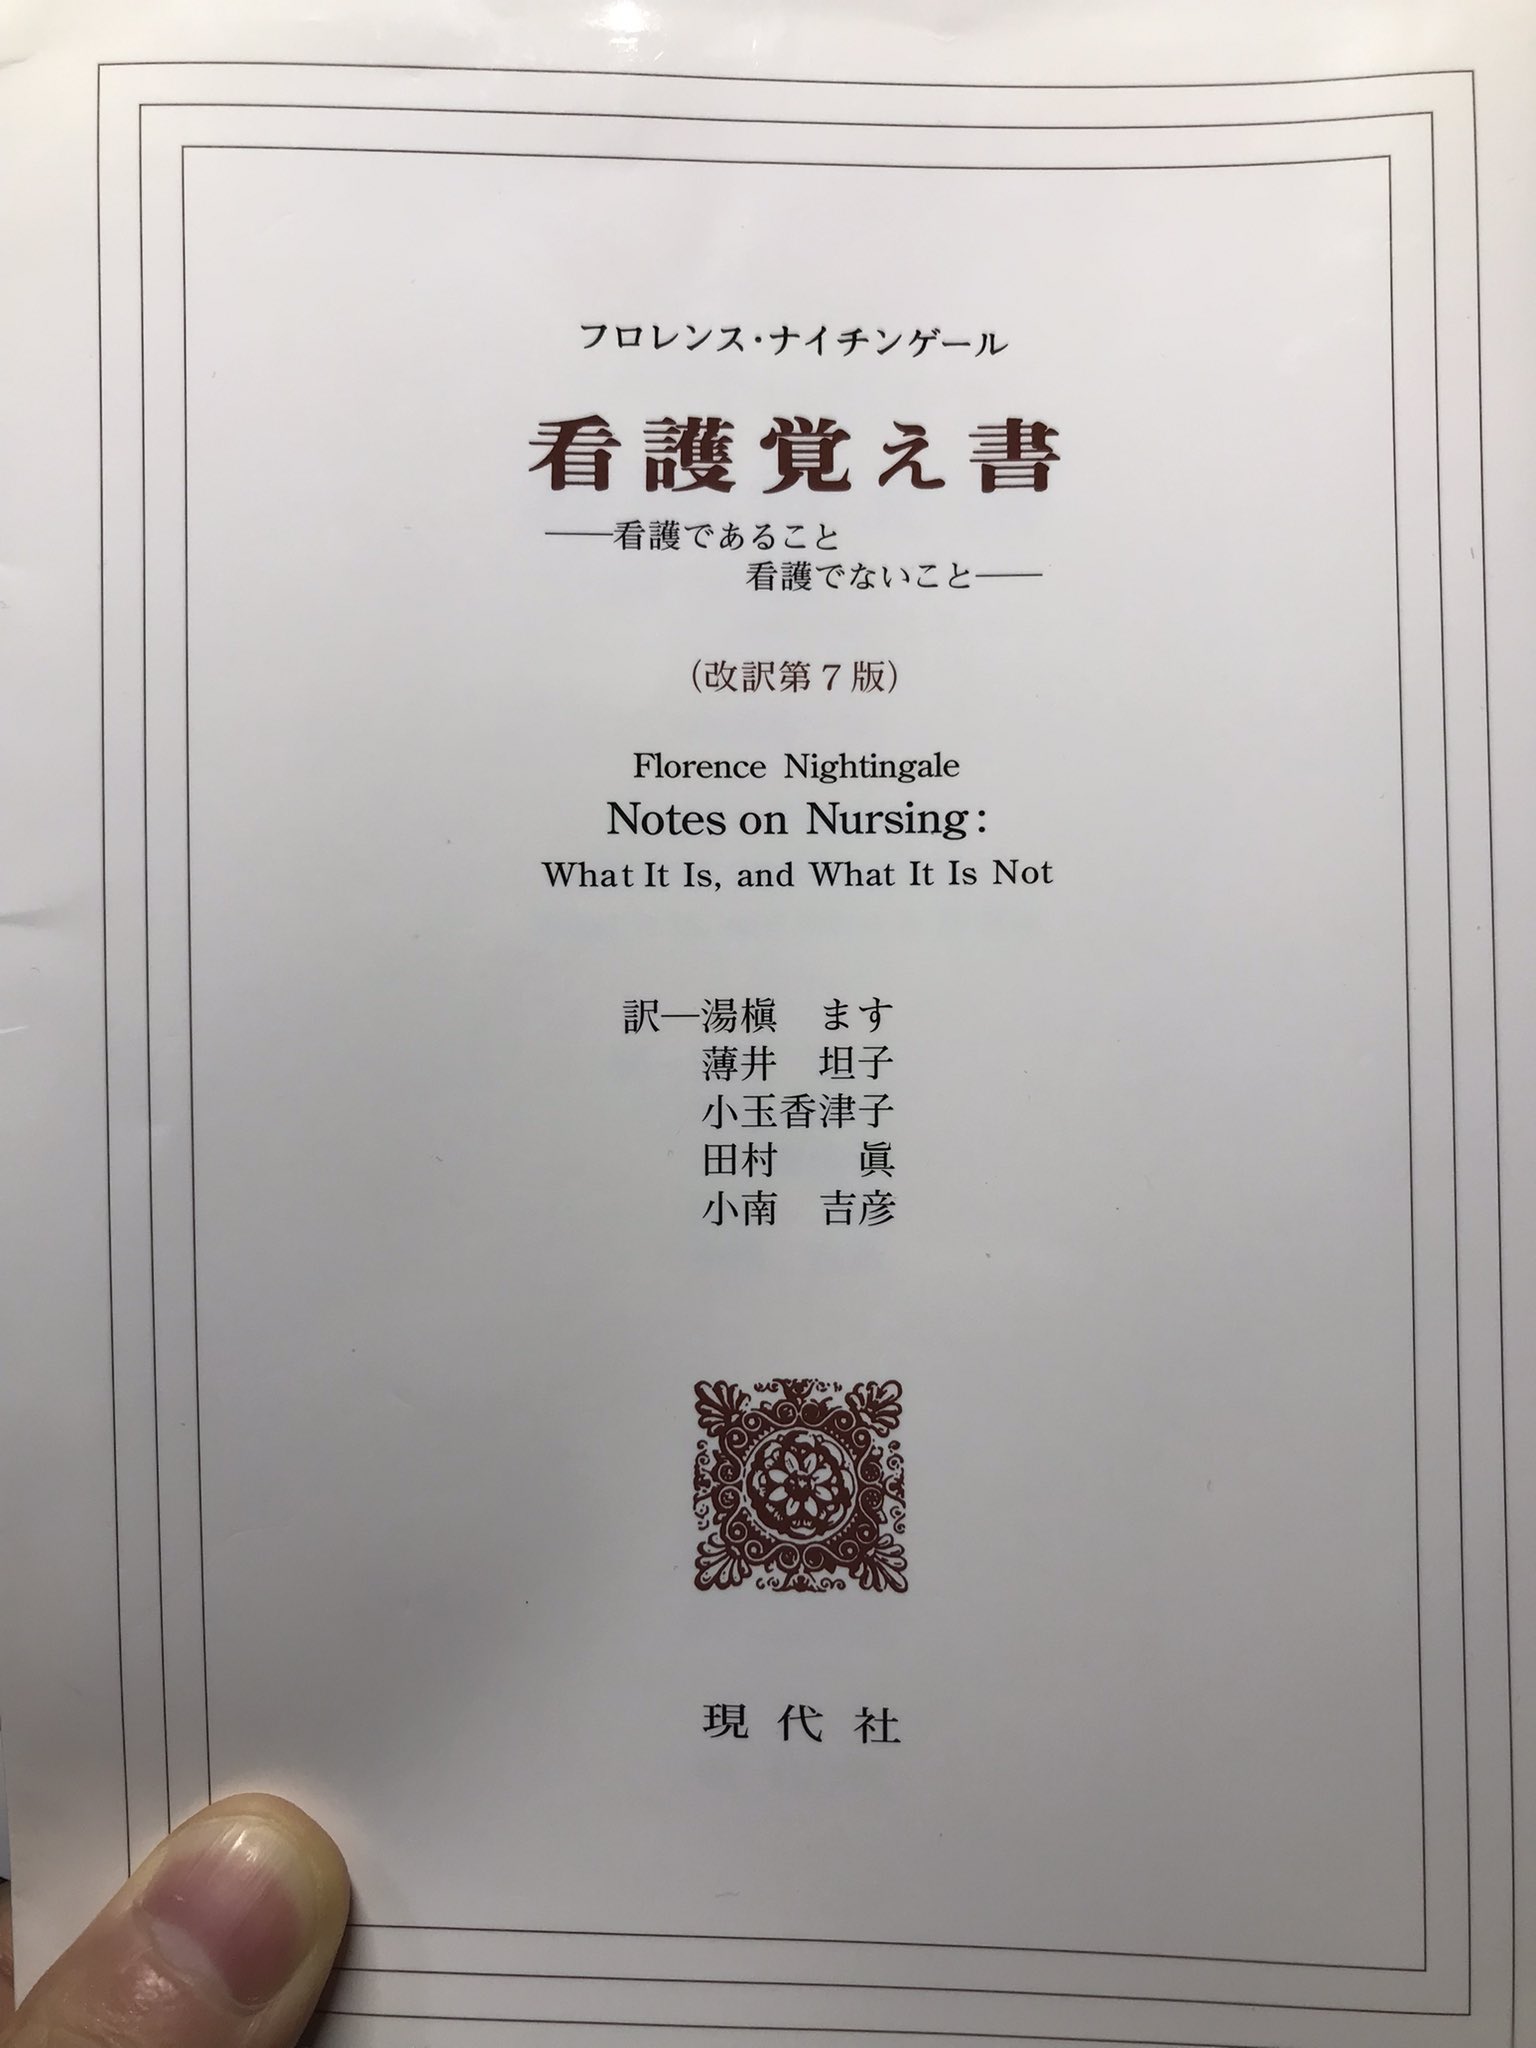 フロレンス・ナイチンゲール
看護覚え書
――看護であること
看護でないこと――
（改訳第７版）
Florence Nightingale
Notes on Nursing:
What It Is, and What It Is Not
訳―湯槇　ます
薄井　坦子
小玉香津子
田村　眞
小南　吉彦
現代社